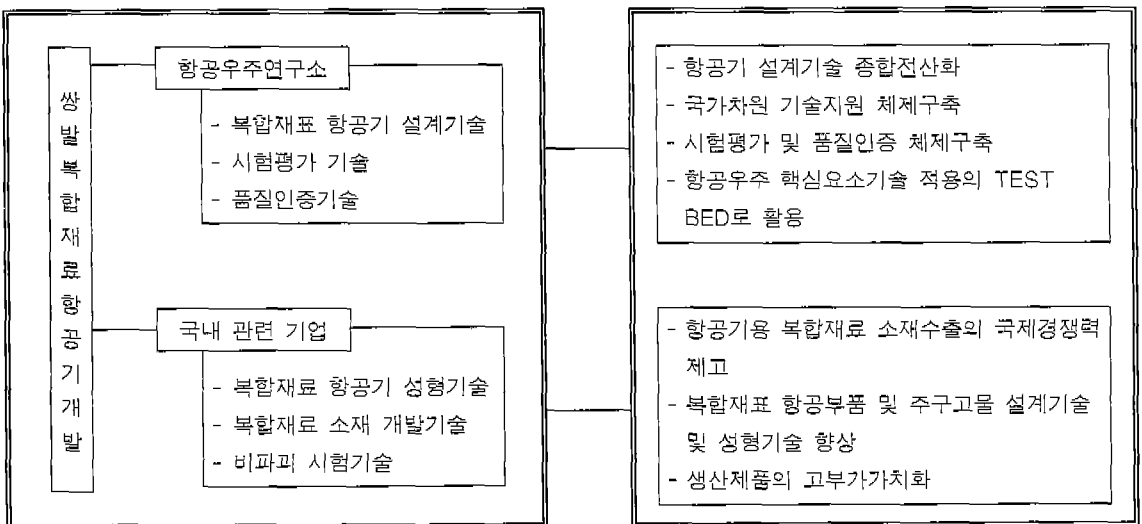 쌍발복합재료항공기개발
항공우주연구소
- 복합재표 항공기 설계기술
- 시험평가 기술
- 품질인증기술
국내 관련 기업
- 복합재료 항공기 성형기술
- 복합재료 소재 개발기술
- 비파괴 시험기술
- 항공기 설계기술 종합전산화
- 국가차원 기술지원 체제구축
- 시험평가 및 품질인증 체제구축
- 항공우주 핵심요소기술 적용의 TEST
BED로 활용
- 항공기용 복합재료 소재수출의 국제경쟁력
제고
- 복합재표 항공부품 및 주구고물 설계기술
및 성형기술 향상
- 생산제품의 고부가가치화